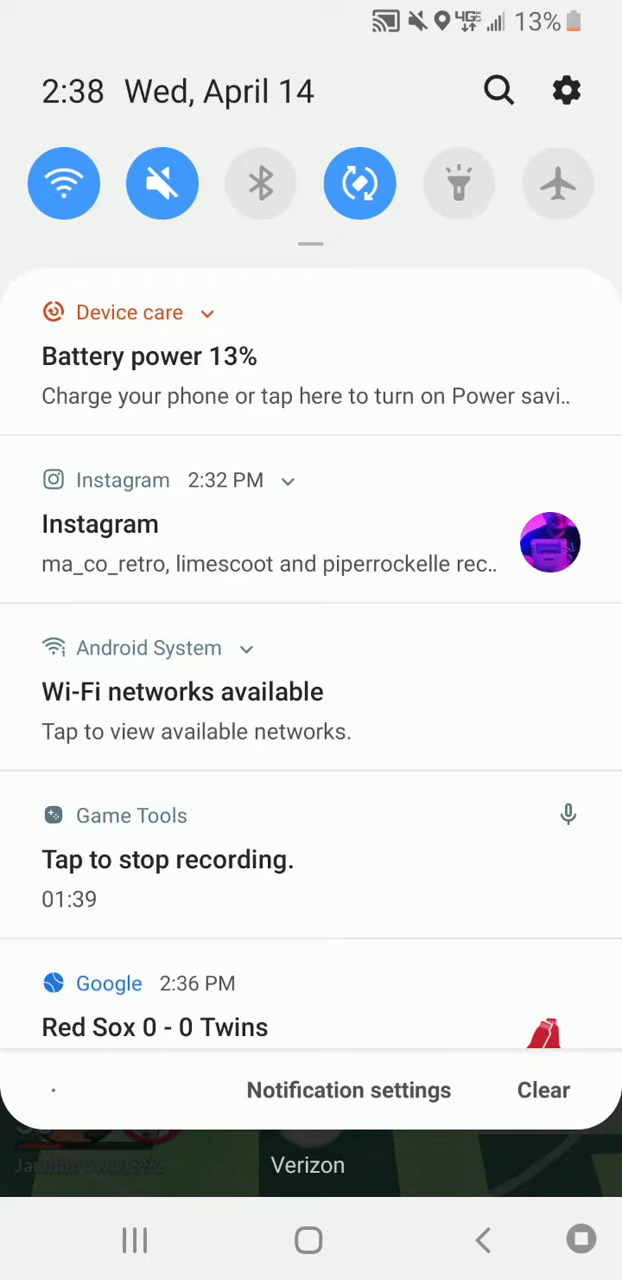 4GE 13%
2:38 Wed, April 14
Device care
Battery power 13%
Charge your phone or tap here to turn on Power savi..
Instagram 2:32 PM
Instagram
ma_co_retro, limescoot and piperrockelle rec..
Android System
Wi-Fi networks available
Tap to view available networks.
Game Tools
Tap to stop recording.
01:39
Google 2:36 PM
Red Sox 0 - 0 Twins
Notification settings Clear
Verizon